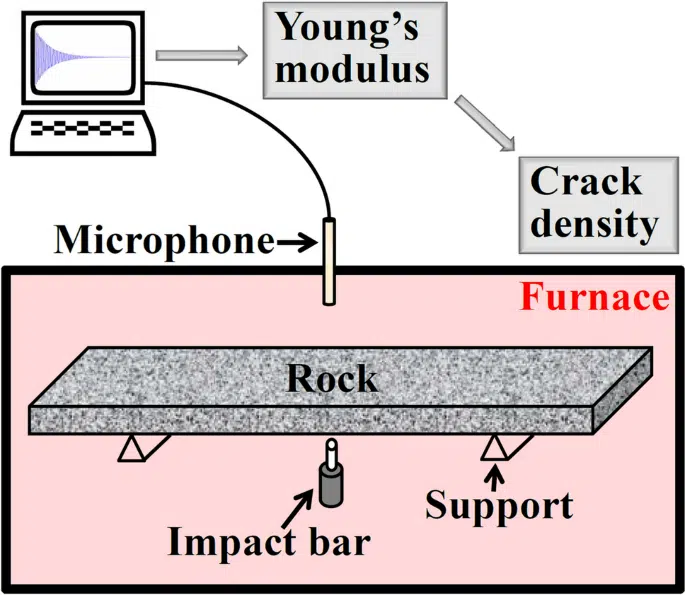 Young's
modulus
Crack
density
Microphone
Furnace
Rock
Support
Impact bar